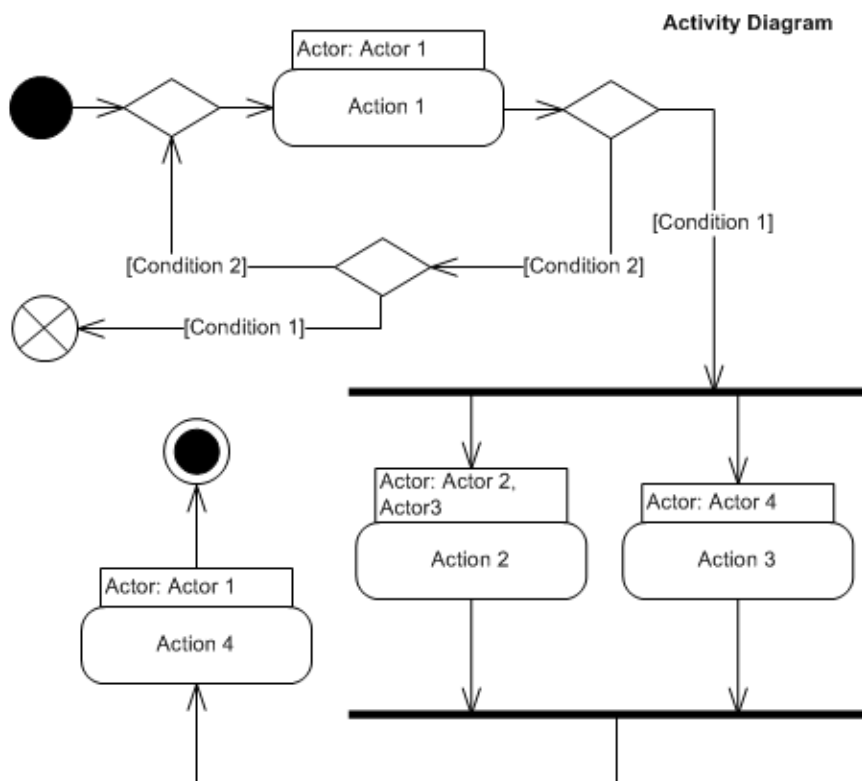 Activity Diagram
Actor: Actor 1
Action 1
[Condition 1]
[Condition 2]
[Condition 2]
[Condition 1]
Actor: Actor 2,
Actor3
Action 2
Actor: Actor 4
Action 3
Actor: Actor 1
Action 4